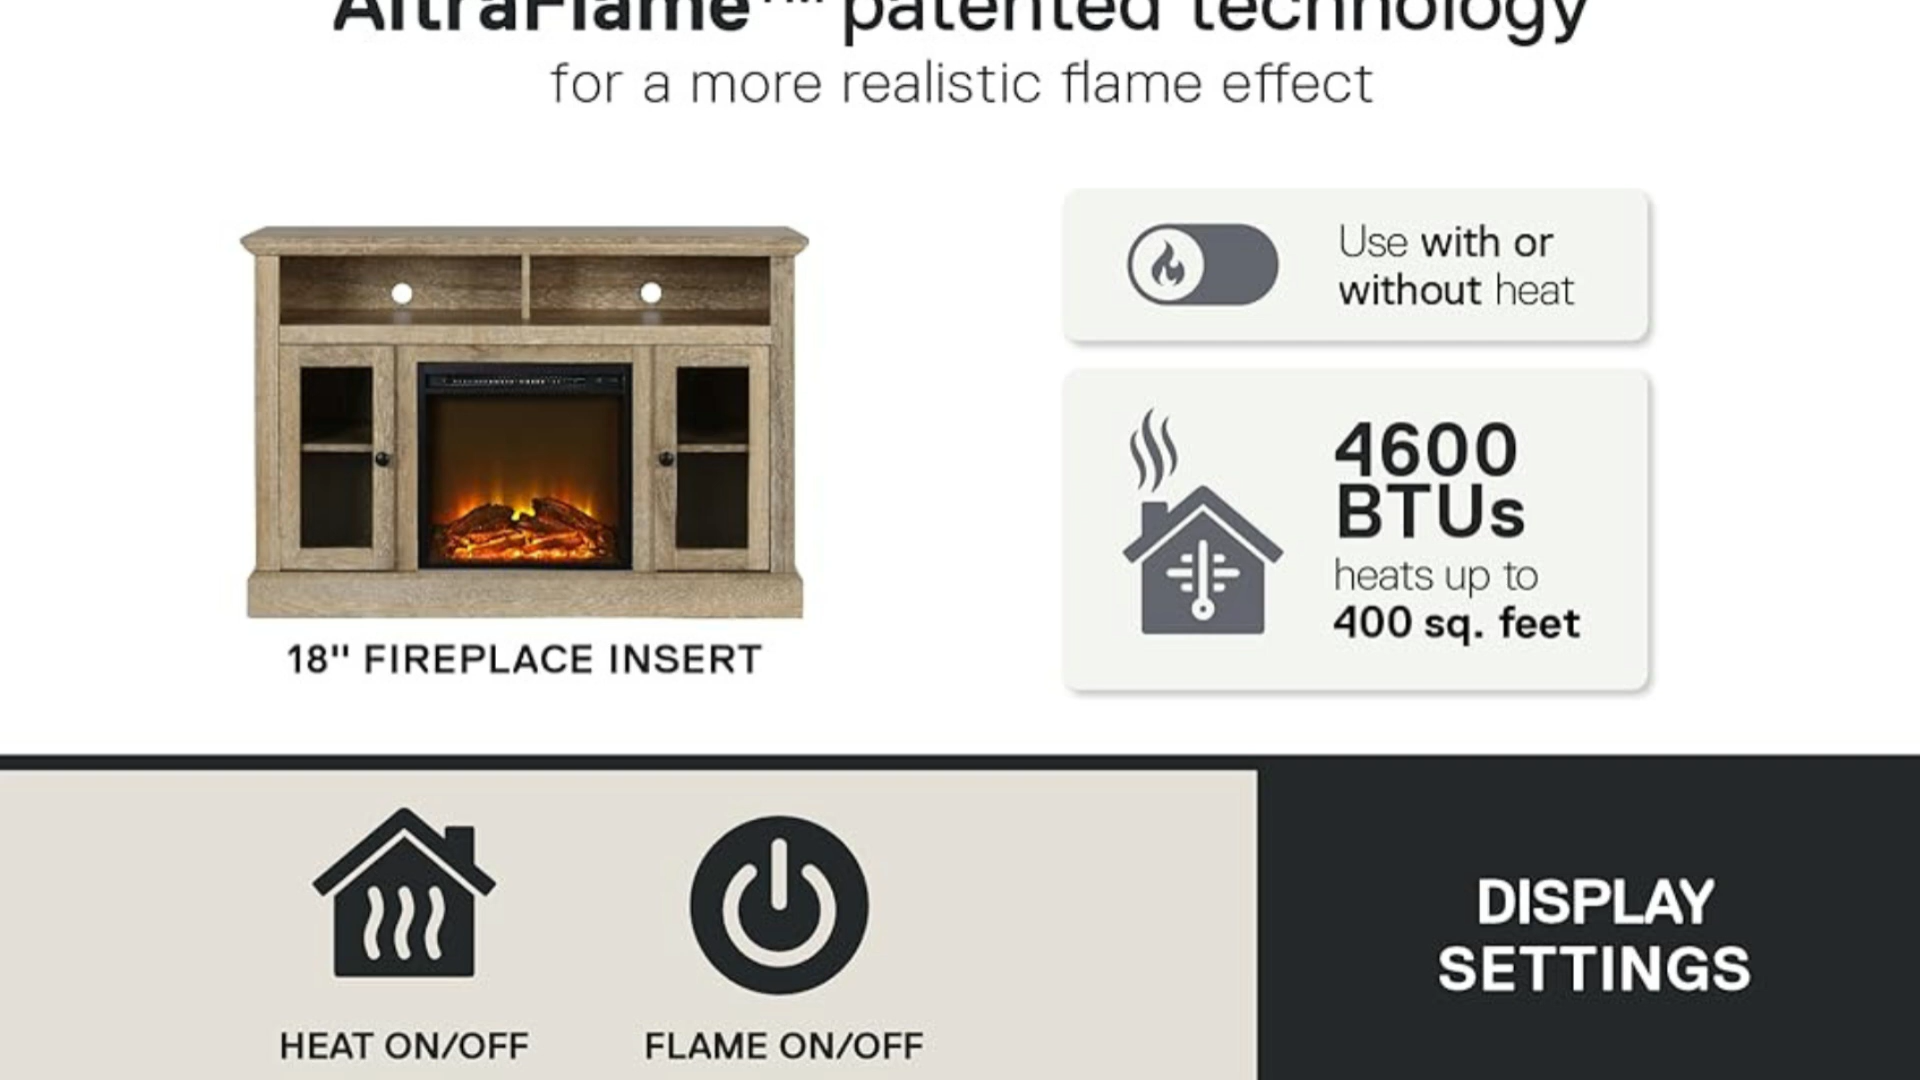 AltraFlame™ patented technology
for a more realistic flame effect
Use with or
without heat
4600
BTUs
heats up to
400 sq. feet
18" FIREPLACE INSERT
HEAT ON/OFF
FLAME ON/OFF
DISPLAY
SETTINGS